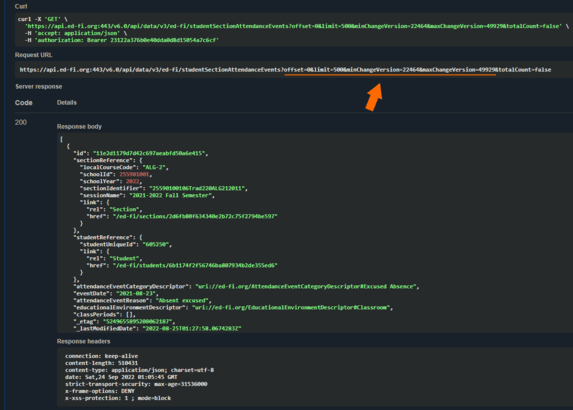 Curl
curl -X 'GET' \
'https://api.ed-fi.org:443/v6.0/api/data/v3/ed-fi/studentSectionAttendanceEvents?offset=0&limit=500&minChangeVersion=22464&maxChangeVersion=49929&totalCount=false' \
-H 'accept: application/json' \
-H 'authorization: Bearer 23122a376b0e40dda0d8d15054a7c6cf'
Request URL
https://api.ed-fi.org:443/v6.0/api/data/v3/ed-fi/studentSectionAttendanceEvents?offset=0&limit=500&minChangeVersion=22464&maxChangeVersion=49929&totalCount=false
Server response
Code Details
200
Response body
[
{
"id": "11e2d1179d7d42c697aeabfd50a6e415",
"sectionReference": {
"localCourseCode": "ALG-2",
"schoolId": 255901001,
"schoolYear": 2022,
"sectionIdentifier": "25590100106Trad220ALG212011",
"sessionName": "2021-2022 Fall Semester",
"link": {
"rel": "Section",
"href": "/ed-fi/sections/2d6fb00f634340e2b72c75f2794be597"
}
},
"studentReference": {
"studentUniqueId": "605250",
"link": {
"rel": "Student",
"href": "/ed-fi/students/6b1174f2f56746ba807934b2de355ed6"
}
},
"attendanceEventCategoryDescriptor": "uri://ed-fi.org/AttendanceEventCategoryDescriptor#Excused Absence",
"eventDate": "2021-08-23",
"attendanceEventReason": "Absent excused",
"educationalEnvironmentDescriptor": "uri://ed-fi.org/EducationalEnvironmentDescriptor#Classroom",
"classPeriods": [],
"_etag": "5249655895200062187",
"_lastModifiedDate": "2022-08-25T01:27:58.0674283Z"
Response headers
connection: keep-alive
content-length: 510431
content-type: application/json; charset=utf-8
date: Sat,24 Sep 2022 01:05:45 GMT
strict-transport-security: max-age=31536000
x-frame-options: DENY
x-xss-protection: 1 ; mode=block